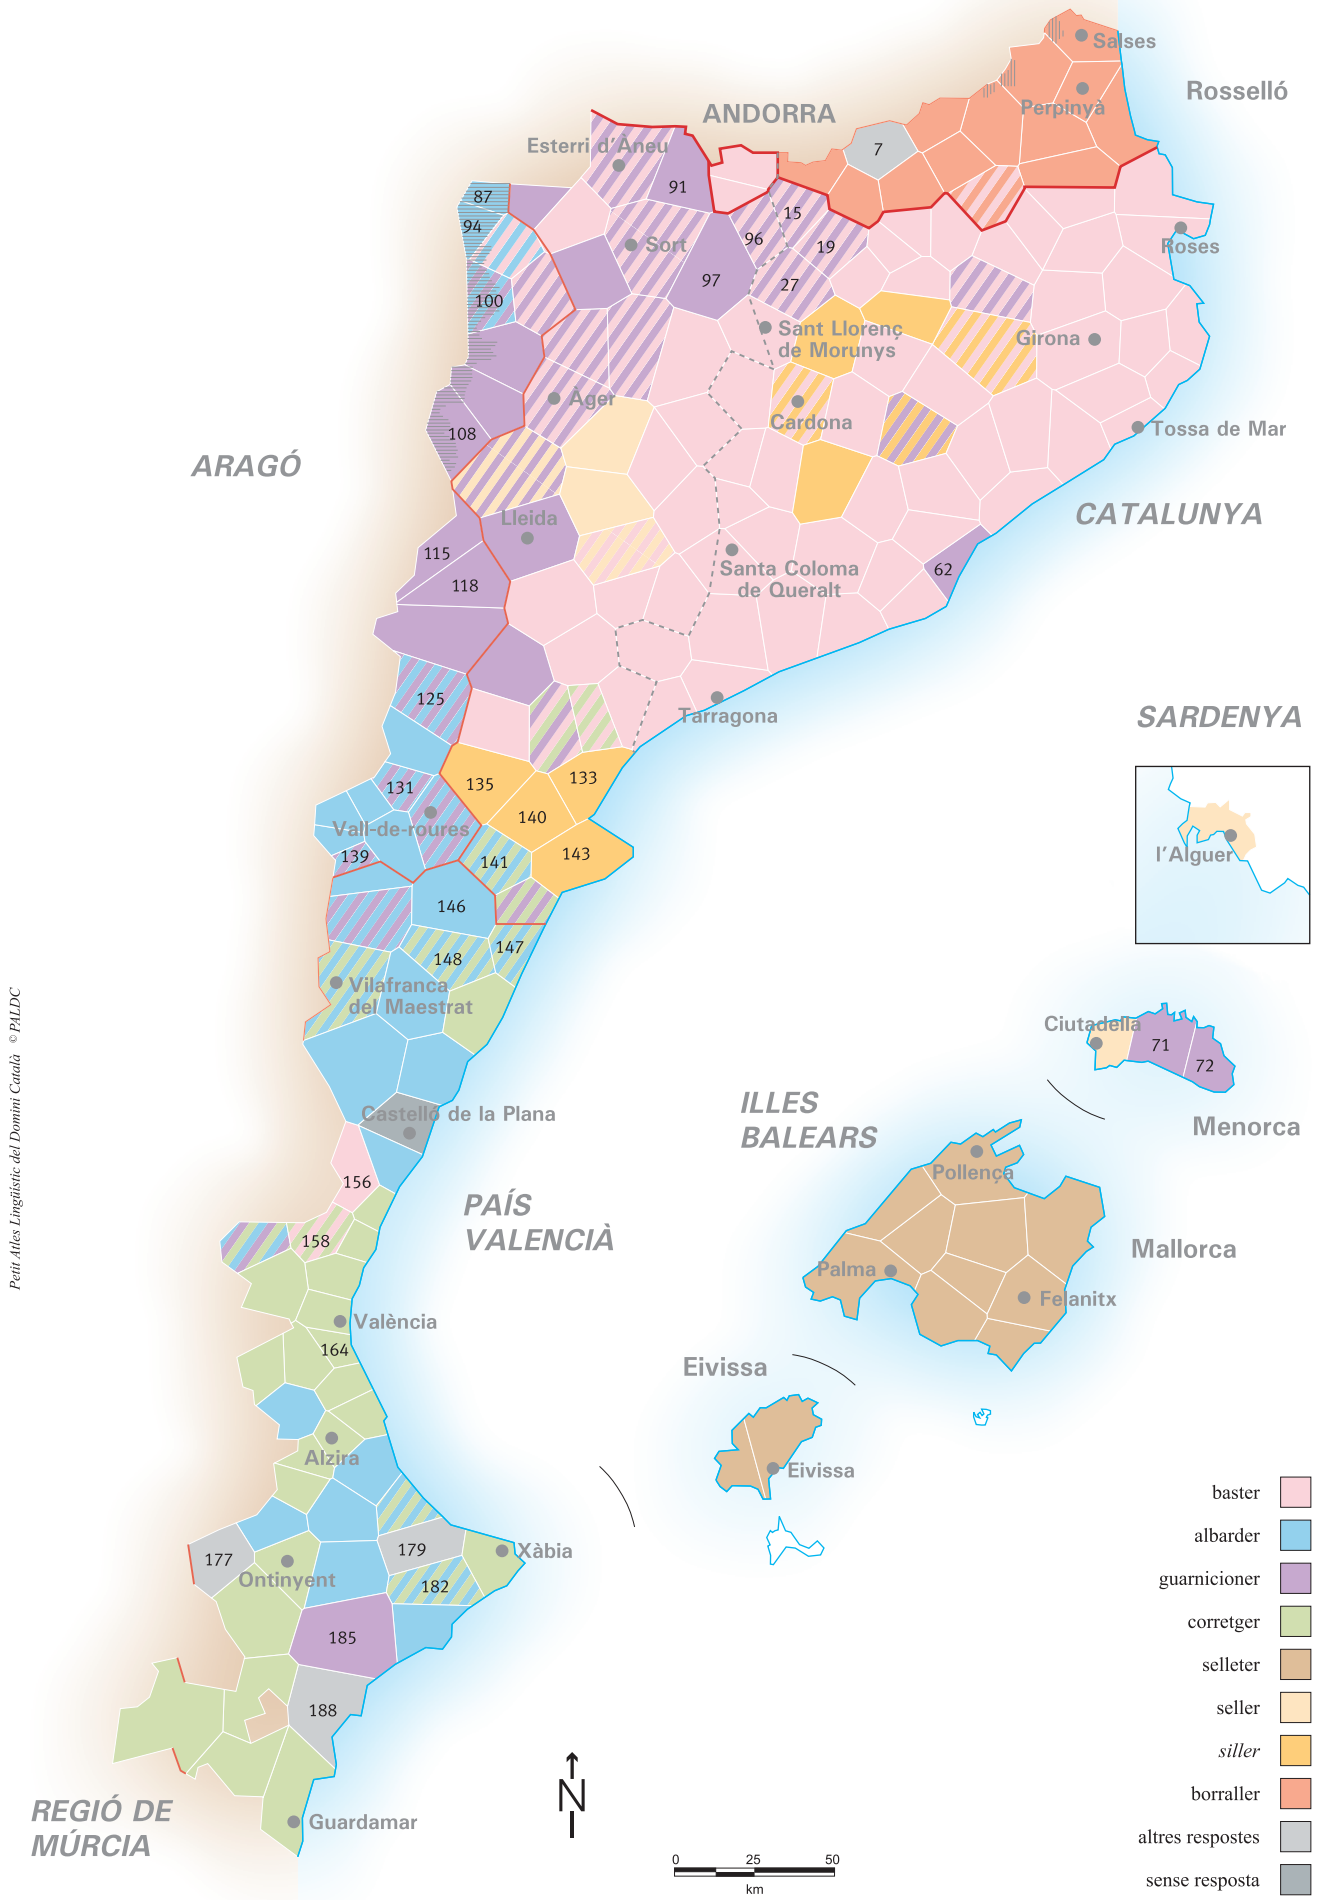 Salses
Rosselló
ANDORRA
Perpinyà
Esterri d'Àneu
7
91
87
15
94
96
19
Sort
Roses
97
27
100
Sant Llorenç
de Morunys
Girona
Àger
Cardona
Tossa de Mar
108
ARAGÓ
Lleida
CATALUNYA
115
Santa Coloma
de Queralt
62
118
125
Tarragona
SARDENYA
135
133
131
140
Vall-de-roures
139
141
143
l'Alguer
146
147
148
Vilafranca
del Maestrat
Ciutadella
71
72
ILLES
BALEARS
Menorca
Castelló de la Plana
Pollença
156
PAÍS
VALENCIÀ
158
Mallorca
Palma
Felanitx
València
164
Eivissa
Alzira
Eivissa
177
179
Xàbia
Ontinyent
182
185
188
REGIÓ DE
MÚRCIA
Guardamar
N
0 25 50
km
baster
albarder
guarnicioner
corretger
selleter
seller
siller
borraller
altres respostes
sense resposta
Petit Atles Lingüístic del Domini Català © PALDC